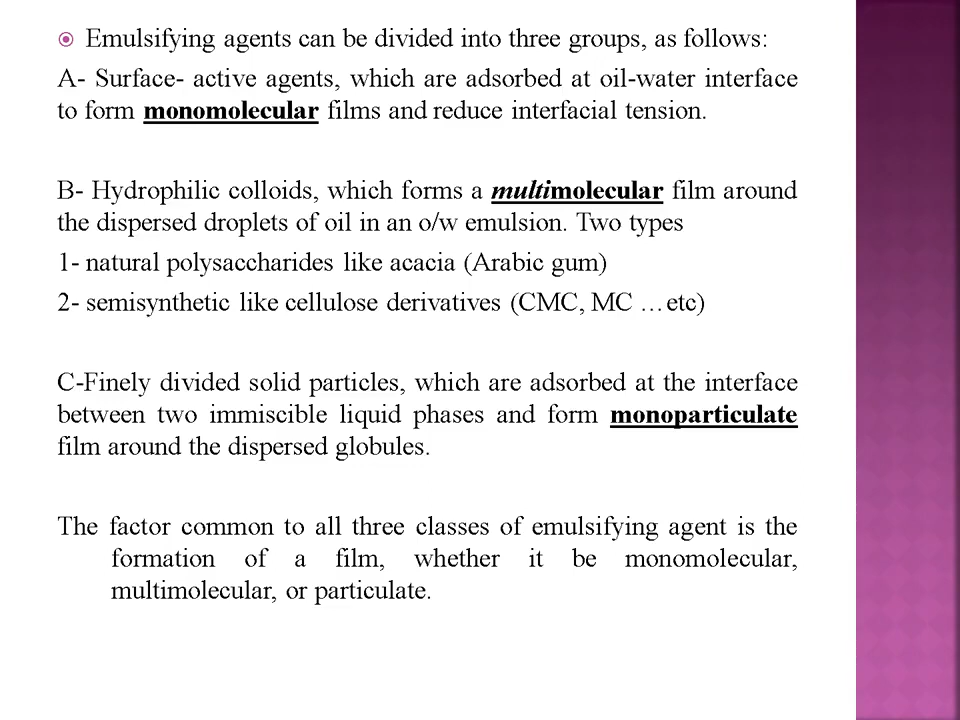 Emulsifying agents can be divided into three groups, as follows:
A- Surface- active agents, which are adsorbed at oil-water interface
to form monomolecular films and reduce interfacial tension.
B- Hydrophilic colloids, which forms a multimolecular film around
the dispersed droplets of oil in an o/w emulsion. Two types
1- natural polysaccharides like acacia (Arabic gum)
2- semisynthetic like cellulose derivatives (CMC, MC …etc)
C-Finely divided solid particles, which are adsorbed at the interface
between two immiscible liquid phases and form monoparticulate
film around the dispersed globules.
The factor common to all three classes of emulsifying agent is the
formation of a film, whether it be monomolecular,
multimolecular, or particulate.